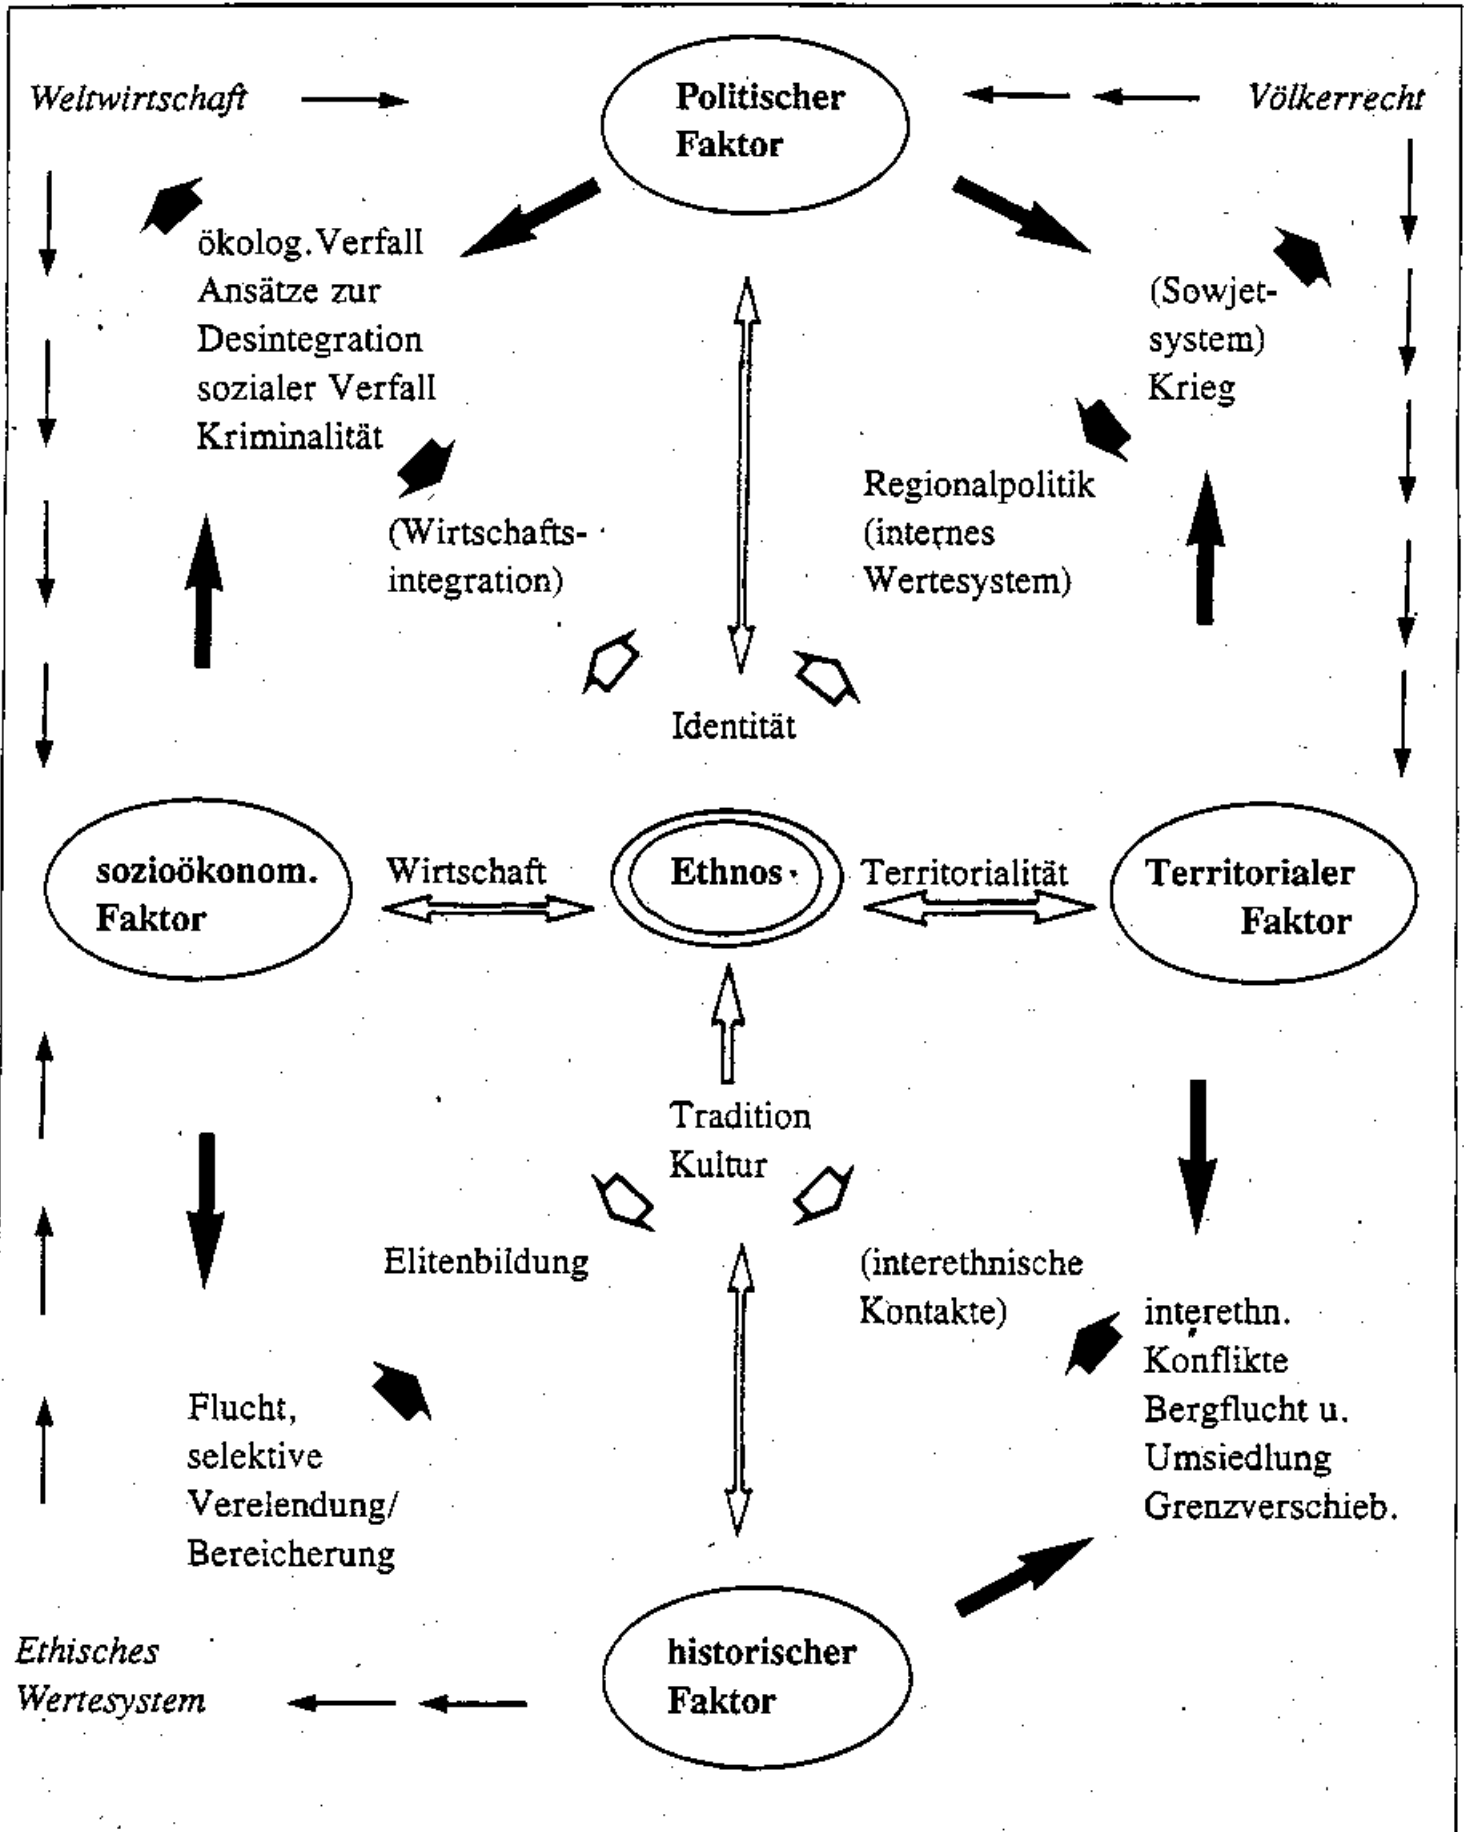 Weltwirtschaft
Politischer
Faktor
Völkerrecht
ökolog.Verfall
Ansätze zur
Desintegration
sozialer Verfall
Kriminalität
(Sowjet-
system)
Krieg
(Wirtschafts-
integration)
Regionalpolitik
(internes
Wertesystem)
Identität
sozioökonom.
Faktor
Wirtschaft
Ethnos
Territorialität
Territorialer
Faktor
Tradition
Kultur
Elitenbildung
(interethnische
Kontakte)
interethn.
Konflikte
Bergflucht u.
Umsiedlung
Grenzverschieb.
Flucht,
selektive
Verelendung/
Bereicherung
Ethisches
Wertesystem
historischer
Faktor